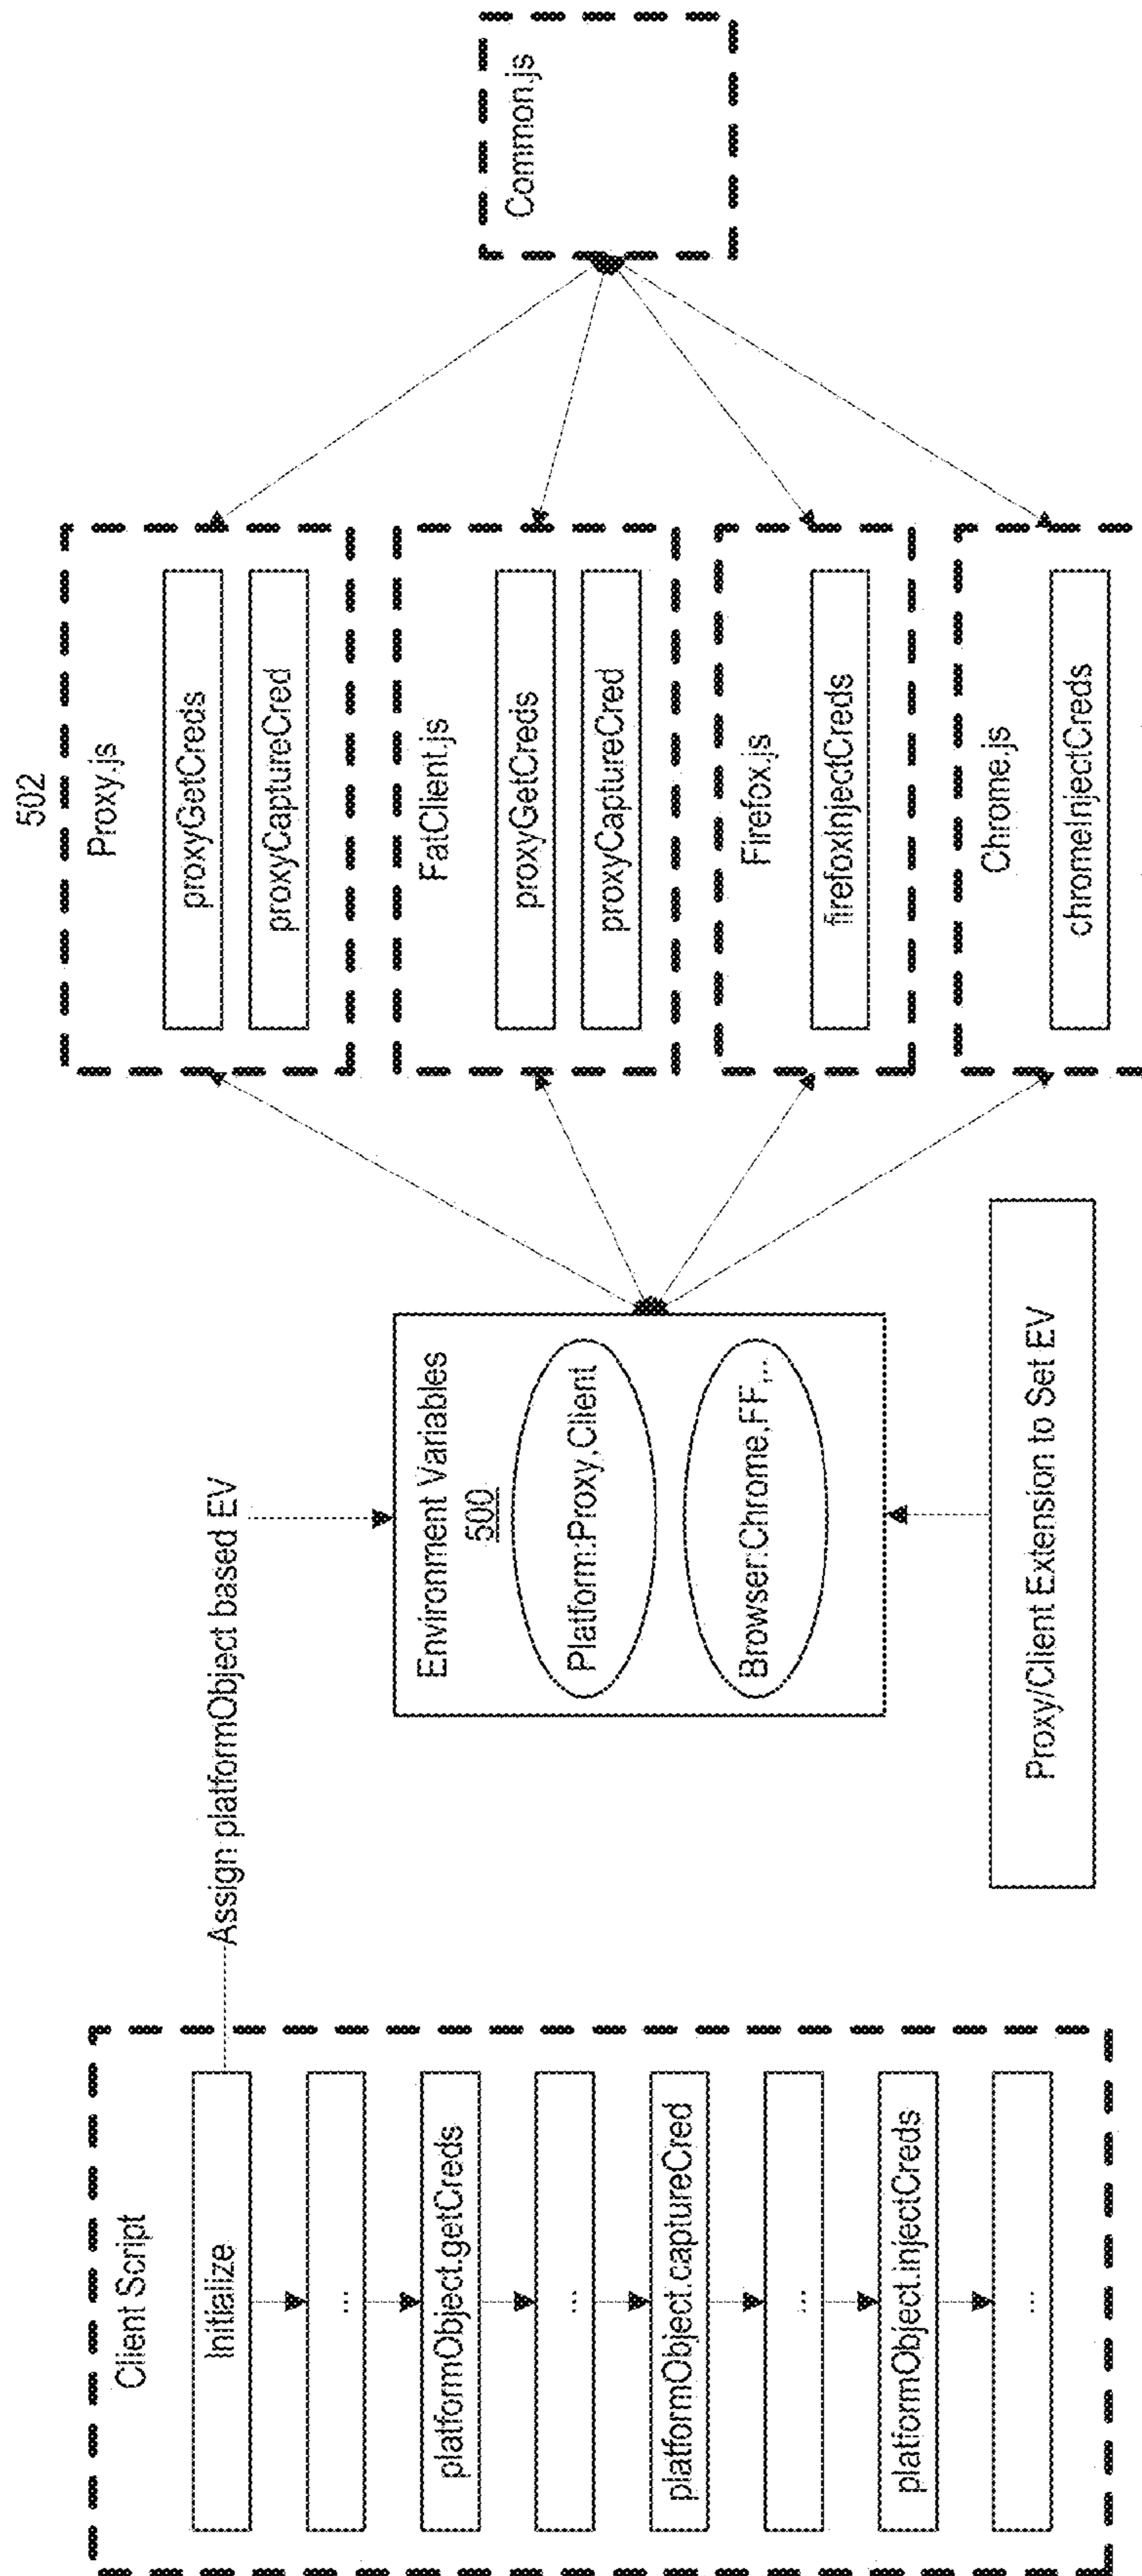 Client Script
Initialize
...
platformObject.getCreds
...
platformObject.captureCred
...
platformObject.injectCreds
...
Assign platformObject based EV
Environment Variables
500
Platform:Proxy,Client
Browser:Chrome,FF,..
Proxy/Client Extension to Set EV
502
Proxy.js
proxyGetCreds
proxyCaptureCred
FatClient.js
proxyGetCreds
proxyCaptureCred
Firefox.js
firefoxInjectCreds
Chrome.js
chromeInjectCreds
Common.js